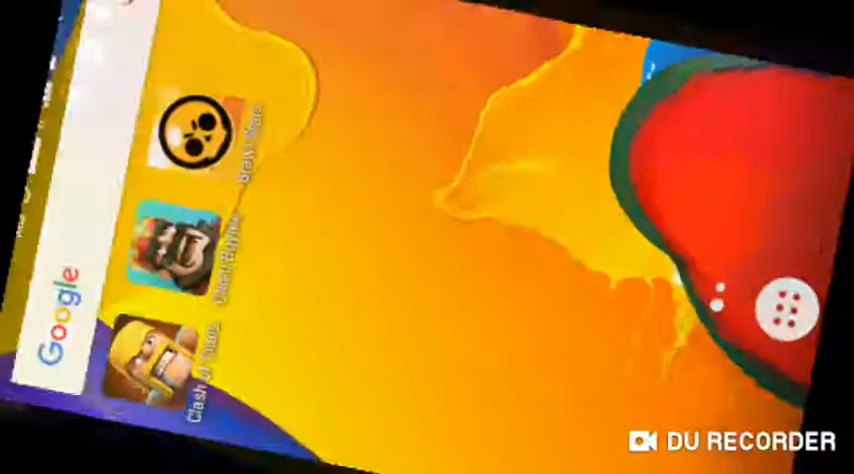 Google
Clash of Clans
Clash Royale
Brawl Stars
DU RECORDER